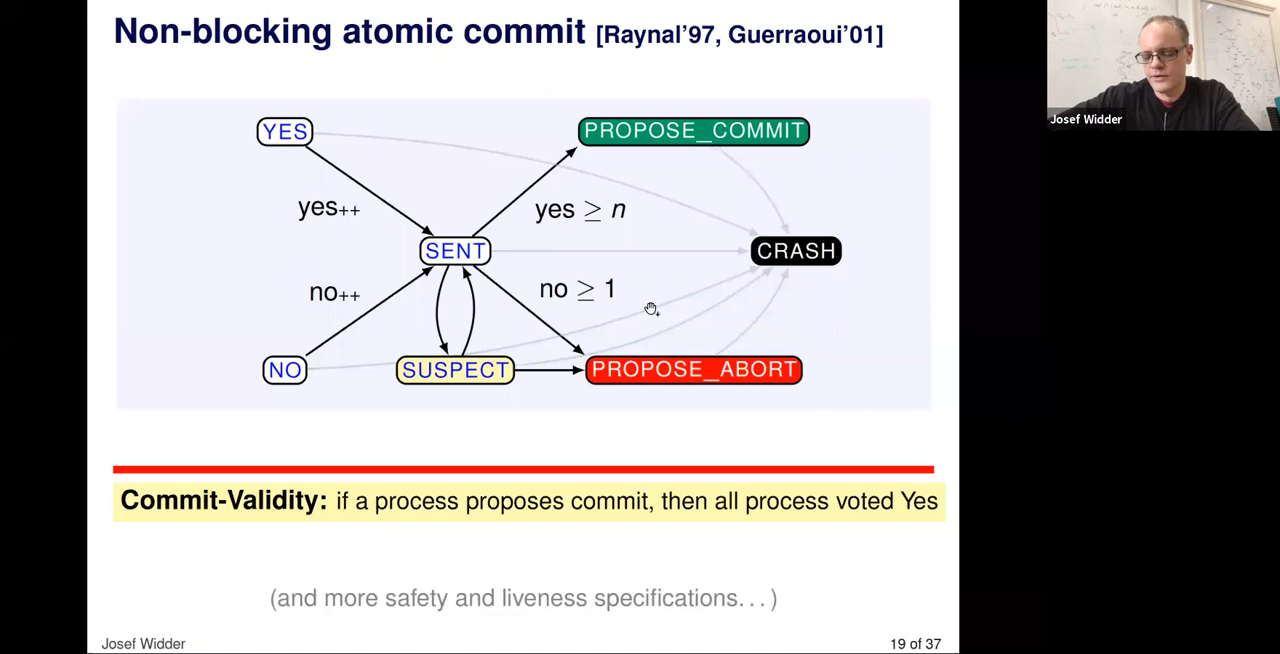 Non-blocking atomic commit [Raynal'97, Guerraoui'01]
YES
PROPOSE_COMMIT
yes++
yes ≥ n
SENT
CRASH
no++
no ≥ 1
NO
SUSPECT
PROPOSE_ABORT
Commit-Validity: if a process proposes commit, then all process voted Yes
(and more safety and liveness specifications...)
Josef Widder
19 of 37
Josef Widder